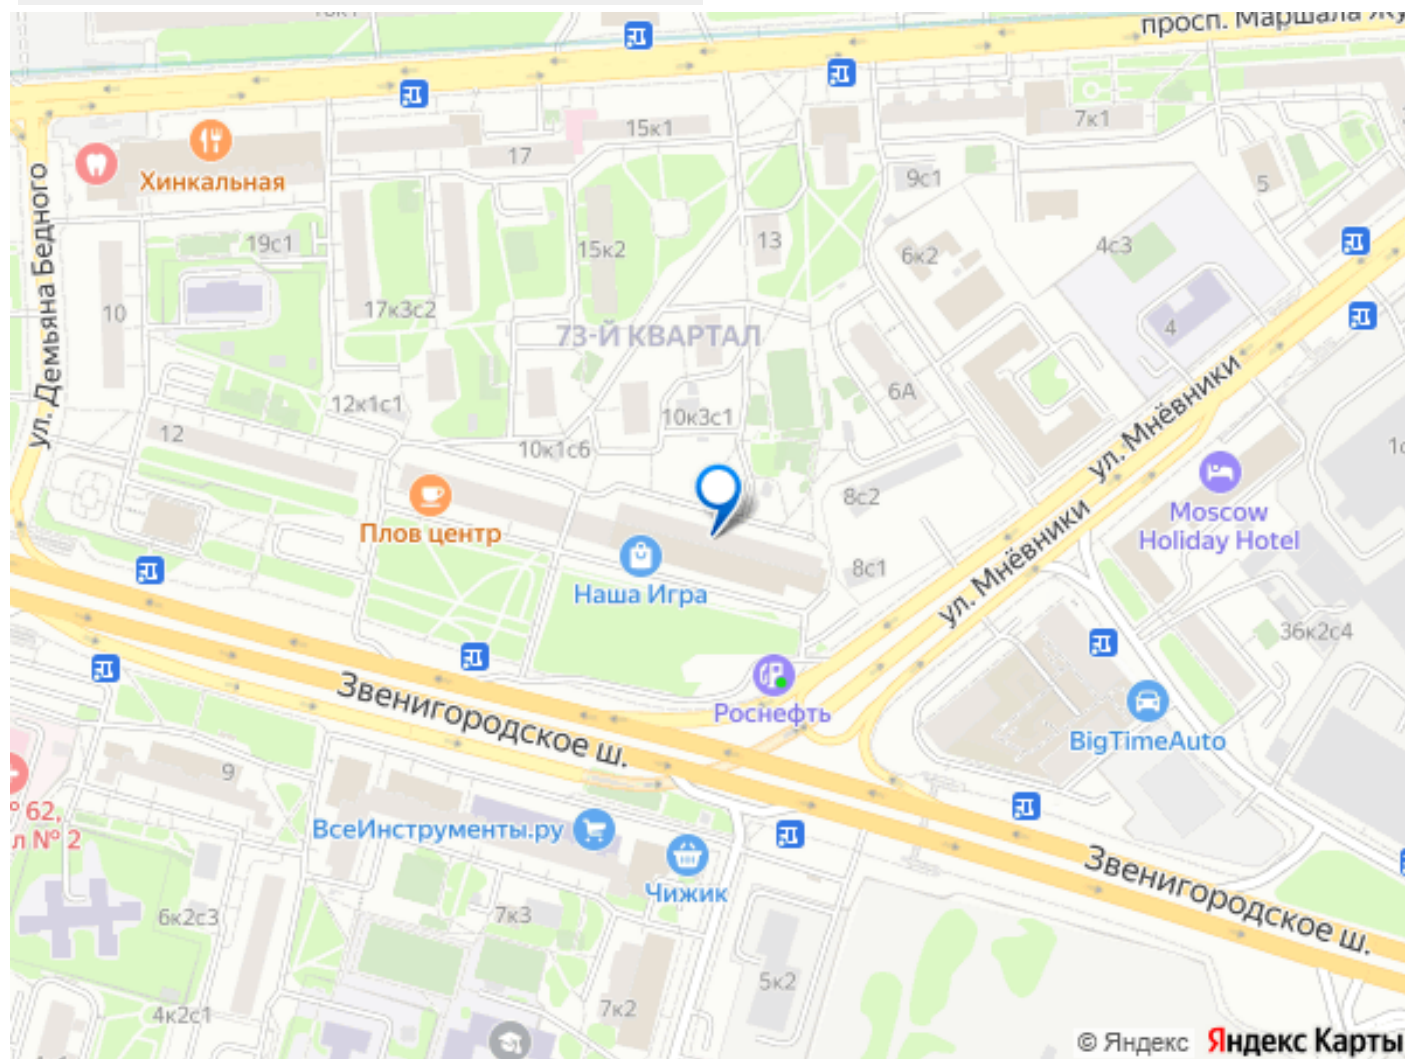 просп. Маршала Жу
15к1
7к1
17
Хинкальная
9с1
5
ул. Демьяна Бедного
19с1
15к2
13
6к2
4с3
10
17к3с2
73-Й КВАРТАЛ
4
6А
12к1с1
10к3с1
ул. Мнёвники
12
10к1с6
8с2
Плов центр
Moscow
Holiday Hotel
ул. Мнёвники
8с1
Наша Игра
36к2с4
Звенигородское ш.
Роснефть
BigTimeAuto
9
№ 62,
л № 2
ВсеИнструменты.ру
Чижик
Звенигородское ш.
6к2с3
7к3
5к2
4к2с1
7к2
© Яндекс Яндекс Карты